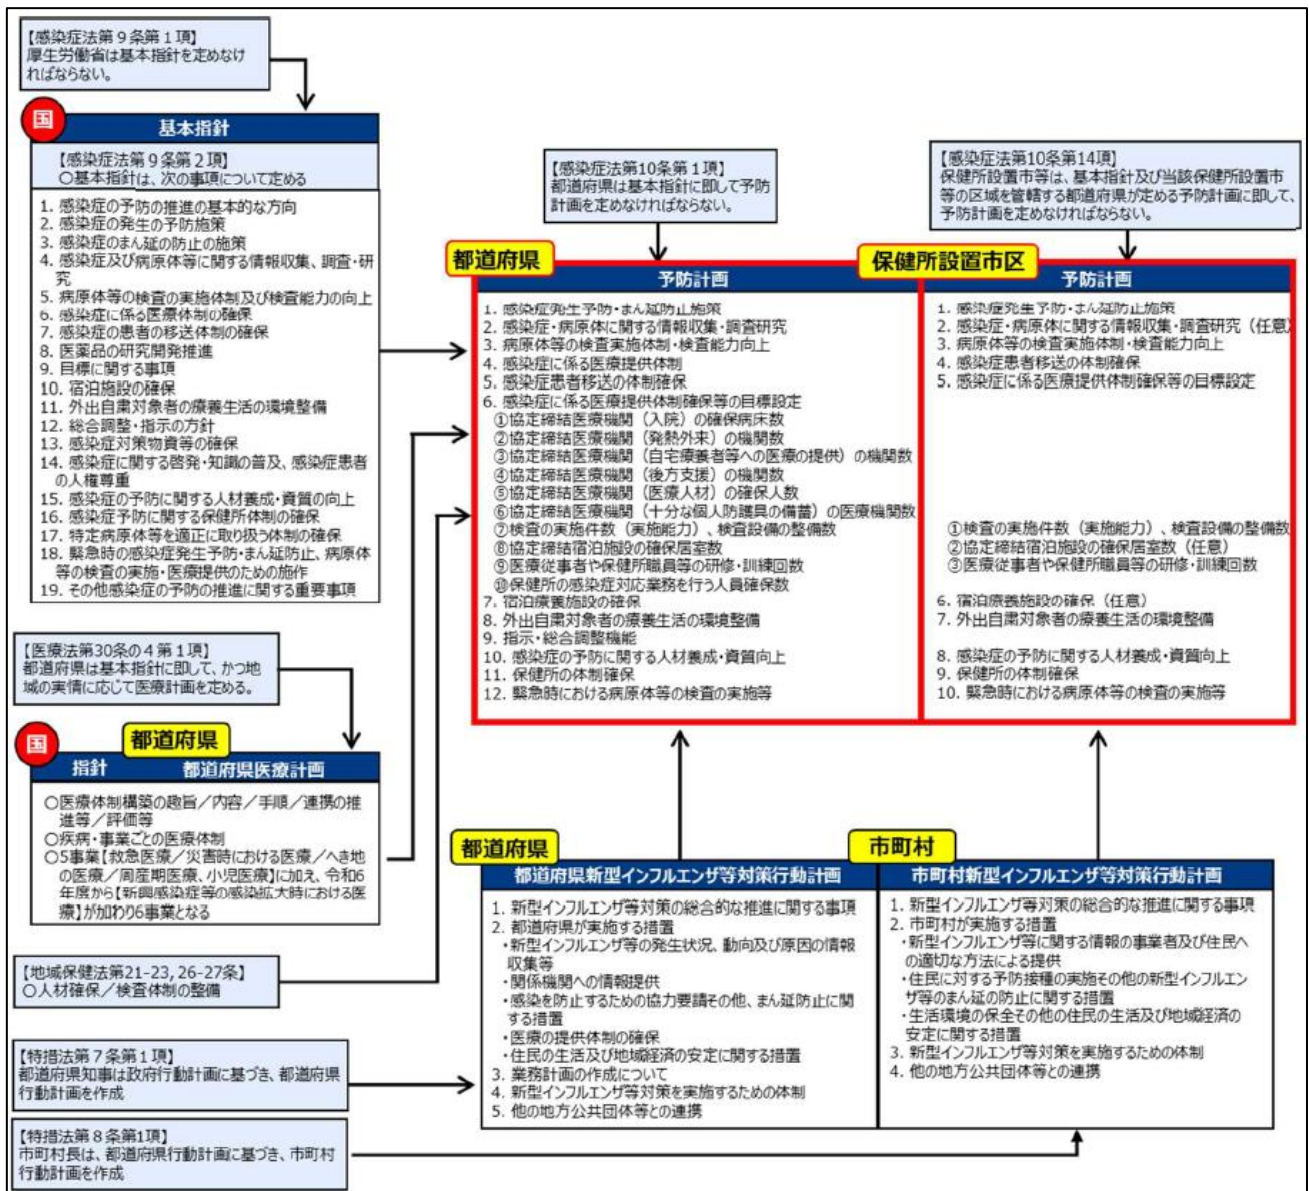 【感染症法第９条第１項】
厚生労働省は基本指針を定めなけ
ればならない。
国
基本指針
【感染症法第９条第２項】
○基本指針は、次の事項について定める
1. 感染症の予防の推進の基本的な方向
2. 感染症の発生の予防施策
3. 感染症のまん延の防止の施策
4. 感染症及び病原体等に関する情報収集、調査・研
究
5. 病原体等の検査の実施体制及び検査能力の向上
6. 感染症に係る医療体制の確保
7. 感染症の患者の移送体制の確保
8. 医薬品の研究開発推進
9. 目標に関する事項
10. 宿泊施設の確保
11. 外出自粛対象者の療養生活の環境整備
12. 総合調整・指示の方針
13. 感染症対策物資等の確保
14. 感染症に関する啓発・知識の普及、感染症患者
の人権尊重
15. 感染症の予防に関する人材養成・資質の向上
16. 感染症予防に関する保健所体制の確保
17. 特定病原体等を適正に取り扱う体制の確保
18. 緊急時の感染症発生予防・まん延防止、病原体
等の検査の実施・医療提供のための施作
19. その他感染症の予防の推進に関する重要事項
【感染症法第10条第１項】
都道府県は基本指針に即して予防
計画を定めなければならない。
【感染症法第10条第14項】
保健所設置市等は、基本指針及び当該保健所設置市
等の区域を管轄する都道府県が定める予防計画に即して、
予防計画を定めなければならない。
都道府県
予防計画
1. 感染症発生予防・まん延防止施策
2. 感染症・病原体に関する情報収集・調査研究
3. 病原体等の検査実施体制・検査能力向上
4. 感染症に係る医療提供体制
5. 感染症患者移送の体制確保
6. 感染症に係る医療提供体制確保等の目標設定
①協定締結医療機関（入院）の確保病床数
②協定締結医療機関（発熱外来）の機関数
③協定締結医療機関（自宅療養者等への医療の提供）の機関数
④協定締結医療機関（後方支援）の機関数
⑤協定締結医療機関（医療人材）の確保人数
⑥協定締結医療機関（十分な個人防護具の備蓄）の医療機関数
⑦検査の実施件数（実施能力）、検査設備の整備数
⑧協定締結宿泊施設の確保居室数
⑨医療従事者や保健所職員等の研修・訓練回数
⑩保健所の感染症対応業務を行う人員確保数
7. 宿泊療養施設の確保
8. 外出自粛対象者の療養生活の環境整備
9. 指示・総合調整機能
10. 感染症の予防に関する人材養成・資質向上
11. 保健所の体制確保
12. 緊急時における病原体等の検査の実施等
保健所設置市区
予防計画
1. 感染症発生予防・まん延防止施策
2. 感染症・病原体に関する情報収集・調査研究（任意）
3. 病原体等の検査実施体制・検査能力向上
4. 感染症患者移送の体制確保
5. 感染症に係る医療提供体制確保等の目標設定
①検査の実施件数（実施能力）、検査設備の整備数
②協定締結宿泊施設の確保居室数（任意）
③医療従事者や保健所職員等の研修・訓練回数
6. 宿泊療養施設の確保（任意）
7. 外出自粛対象者の療養生活の環境整備
8. 感染症の予防に関する人材養成・資質向上
9. 保健所の体制確保
10. 緊急時における病原体等の検査の実施等
【医療法第30条の４第１項】
都道府県は基本指針に即して、かつ地
域の実情に応じて医療計画を定める。
国
都道府県
指針　都道府県医療計画
○医療体制構築の趣旨／内容／手順／連携の推
進等／評価等
○疾病・事業ごとの医療体制
○５事業【救急医療／災害時における医療／へき地
の医療／周産期医療、小児医療】に加え、令和６
年度から【新興感染症等の感染拡大時における医
療】が加わり6事業となる
【地域保健法第21-23, 26-27条】
○人材確保／検査体制の整備
【特措法第７条第１項】
都道府県知事は政府行動計画に基づき、都道府県
行動計画を作成
【特措法第８条第1項】
市町村長は、都道府県行動計画に基づき、市町村
行動計画を作成
都道府県
都道府県新型インフルエンザ等対策行動計画
1. 新型インフルエンザ等対策の総合的な推進に関する事項
2. 都道府県が実施する措置
・新型インフルエンザ等の発生状況、動向及び原因の情報
収集等
・関係機関への情報提供
・感染を防止するための協力要請その他、まん延防止に関
する措置
・医療の提供体制の確保
・住民の生活及び地域経済の安定に関する措置
3. 業務計画の作成について
4. 新型インフルエンザ等対策を実施するための体制
5. 他の地方公共団体等との連携
市町村
市町村新型インフルエンザ等対策行動計画
1. 新型インフルエンザ等対策の総合的な推進に関する事項
2. 市町村が実施する措置
・新型インフルエンザ等に関する情報の事業者及び住民へ
の適切な方法による提供
・住民に対する予防接種の実施その他の新型インフルエン
ザ等のまん延の防止に関する措置
・生活環境の保全その他の住民の生活及び地域経済の
安定に関する措置
3. 新型インフルエンザ等対策を実施するための体制
4. 他の地方公共団体等との連携